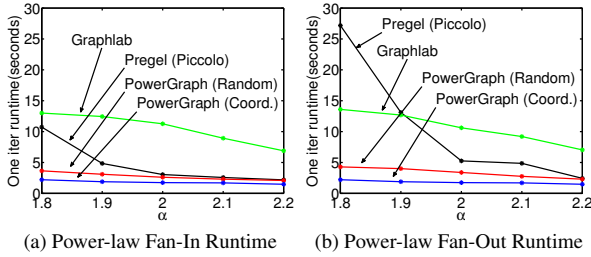 One iter runtime(seconds)
30
25
20
15
10
5
0
1.8
1.9
2
2.1
2.2
α
Graphlab
Pregel (Piccolo)
PowerGraph (Random)
PowerGraph (Coord.)
(a) Power-law Fan-In Runtime
One iter runtime(seconds)
30
25
20
15
10
5
0
1.8
1.9
2
2.1
2.2
α
Pregel (Piccolo)
Graphlab
PowerGraph (Random)
PowerGraph (Coord.)
(b) Power-law Fan-Out Runtime